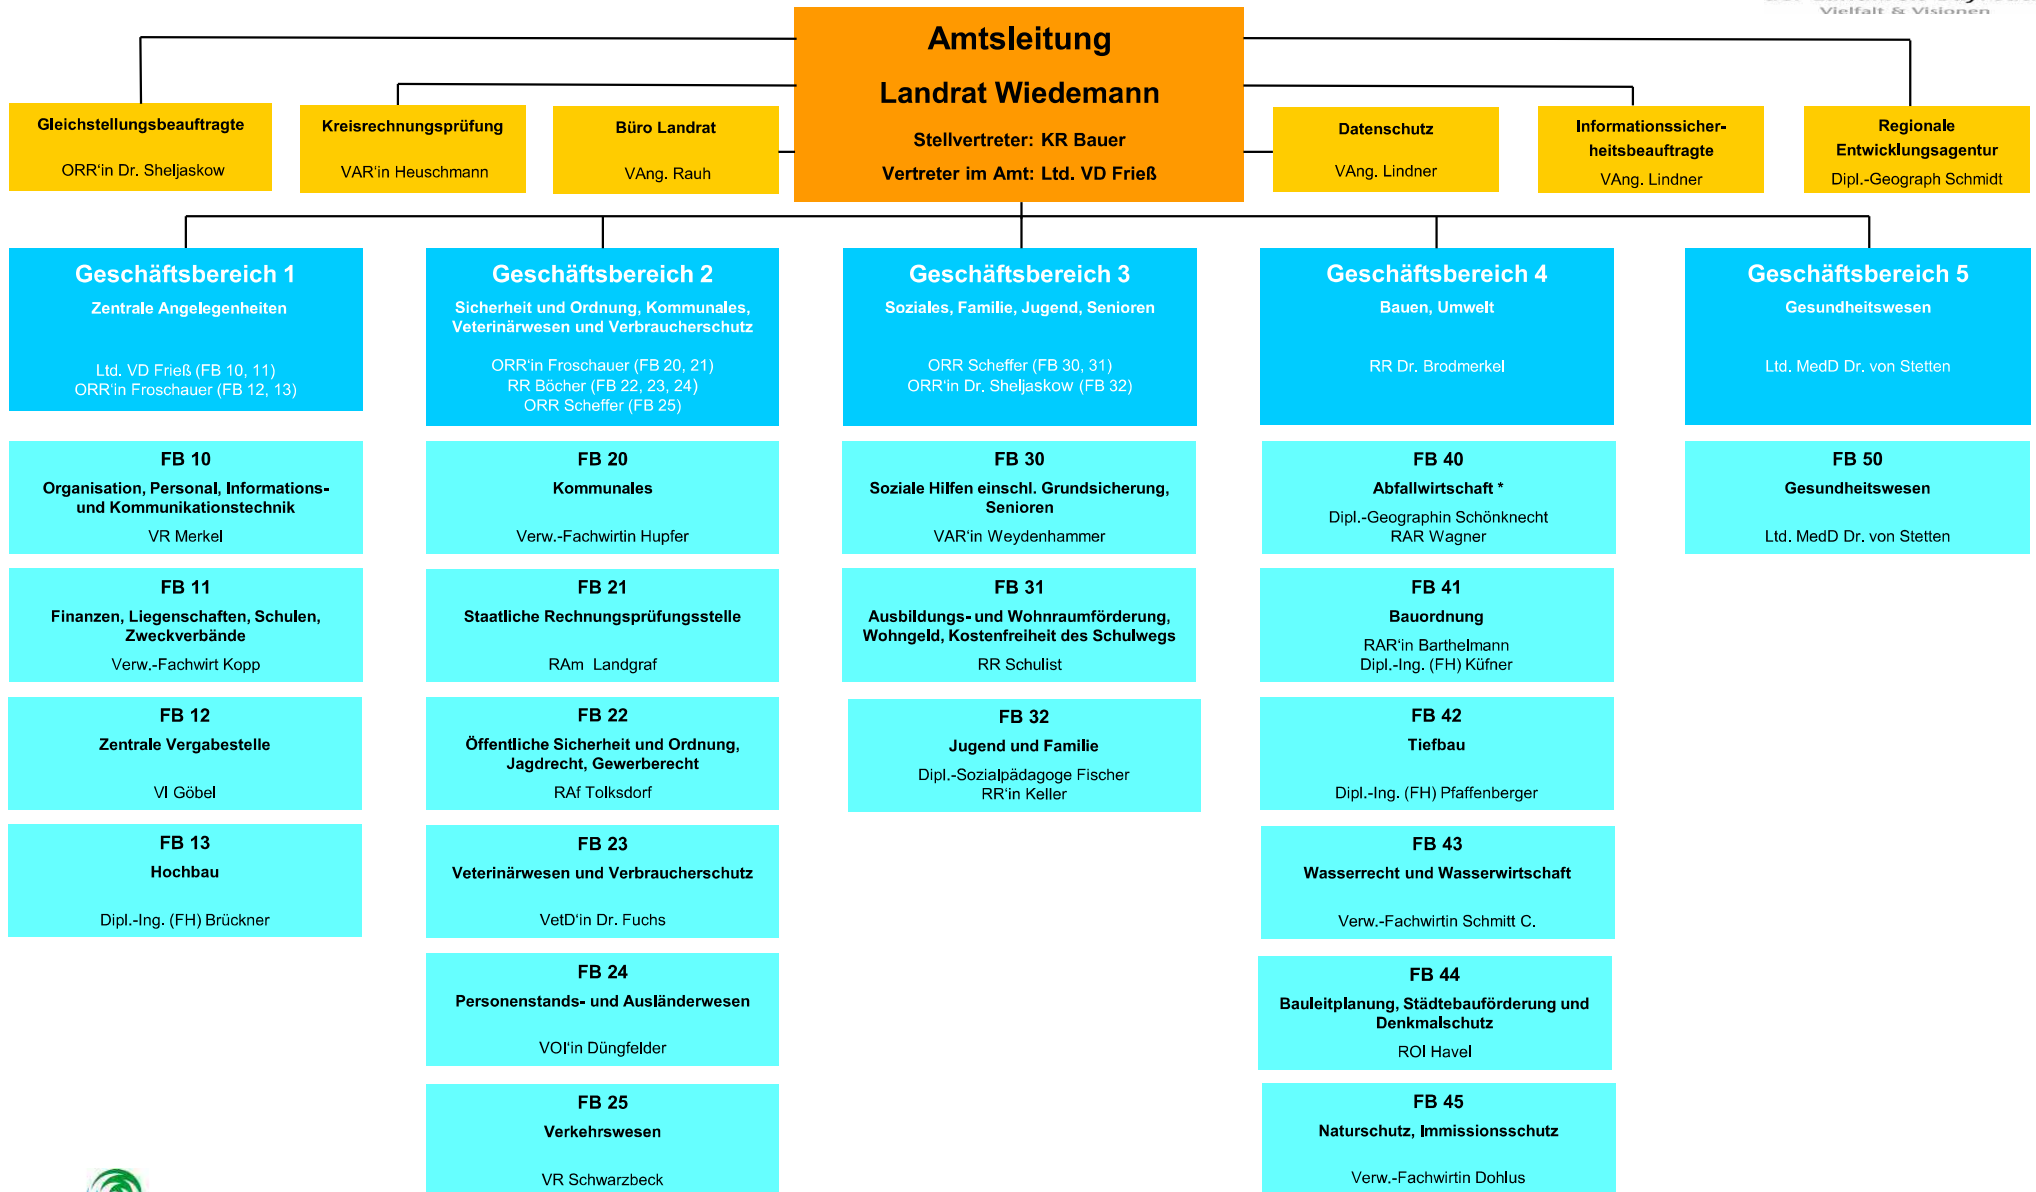 Vielfalt & Visionen
Amtsleitung
Landrat Wiedemann
Stellvertreter: KR Bauer
Vertreter im Amt: Ltd. VD Frieß
Gleichstellungsbeauftragte
ORR'in Dr. Sheljaskow
Kreisrechnungsprüfung
VAR'in Heuschmann
Büro Landrat
VAng. Rauh
Datenschutz
VAng. Lindner
Informationssicher-
heitsbeauftragte
VAng. Lindner
Regionale
Entwicklungsagentur
Dipl.-Geograph Schmidt
Geschäftsbereich 1
Zentrale Angelegenheiten
Ltd. VD Frieß (FB 10, 11)
ORR'in Froschauer (FB 12, 13)
Geschäftsbereich 2
Sicherheit und Ordnung, Kommunales,
Veterinärwesen und Verbraucherschutz
ORR'in Froschauer (FB 20, 21)
RR Böcher (FB 22, 23, 24)
ORR Scheffer (FB 25)
Geschäftsbereich 3
Soziales, Familie, Jugend, Senioren
ORR Scheffer (FB 30, 31)
ORR'in Dr. Sheljaskow (FB 32)
Geschäftsbereich 4
Bauen, Umwelt
RR Dr. Brodmerkel
Geschäftsbereich 5
Gesundheitswesen
Ltd. MedD Dr. von Stetten
FB 10
Organisation, Personal, Informations-
und Kommunikationstechnik
VR Merkel
FB 11
Finanzen, Liegenschaften, Schulen,
Zweckverbände
Verw.-Fachwirt Kopp
FB 12
Zentrale Vergabestelle
VI Göbel
FB 13
Hochbau
Dipl.-Ing. (FH) Brückner
FB 20
Kommunales
Verw.-Fachwirtin Hupfer
FB 21
Staatliche Rechnungsprüfungsstelle
RAm Landgraf
FB 22
Öffentliche Sicherheit und Ordnung,
Jagdrecht, Gewerberecht
RAf Tolksdorf
FB 23
Veterinärwesen und Verbraucherschutz
VetD'in Dr. Fuchs
FB 24
Personenstands- und Ausländerwesen
VOI'in Düngfelder
FB 25
Verkehrswesen
VR Schwarzbeck
FB 30
Soziale Hilfen einschl. Grundsicherung,
Senioren
VAR'in Weydenhammer
FB 31
Ausbildungs- und Wohnraumförderung,
Wohngeld, Kostenfreiheit des Schulwegs
RR Schulist
FB 32
Jugend und Familie
Dipl.-Sozialpädagoge Fischer
RR'in Keller
FB 40
Abfallwirtschaft *
Dipl.-Geographin Schönknecht
RAR Wagner
FB 41
Bauordnung
RAR'in Barthelmann
Dipl.-Ing. (FH) Küfner
FB 42
Tiefbau
Dipl.-Ing. (FH) Pfaffenberger
FB 43
Wasserrecht und Wasserwirtschaft
Verw.-Fachwirtin Schmitt C.
FB 44
Bauleitplanung, Städtebauförderung und
Denkmalschutz
ROI Havel
FB 45
Naturschutz, Immissionsschutz
Verw.-Fachwirtin Dohlus
FB 50
Gesundheitswesen
Ltd. MedD Dr. von Stetten